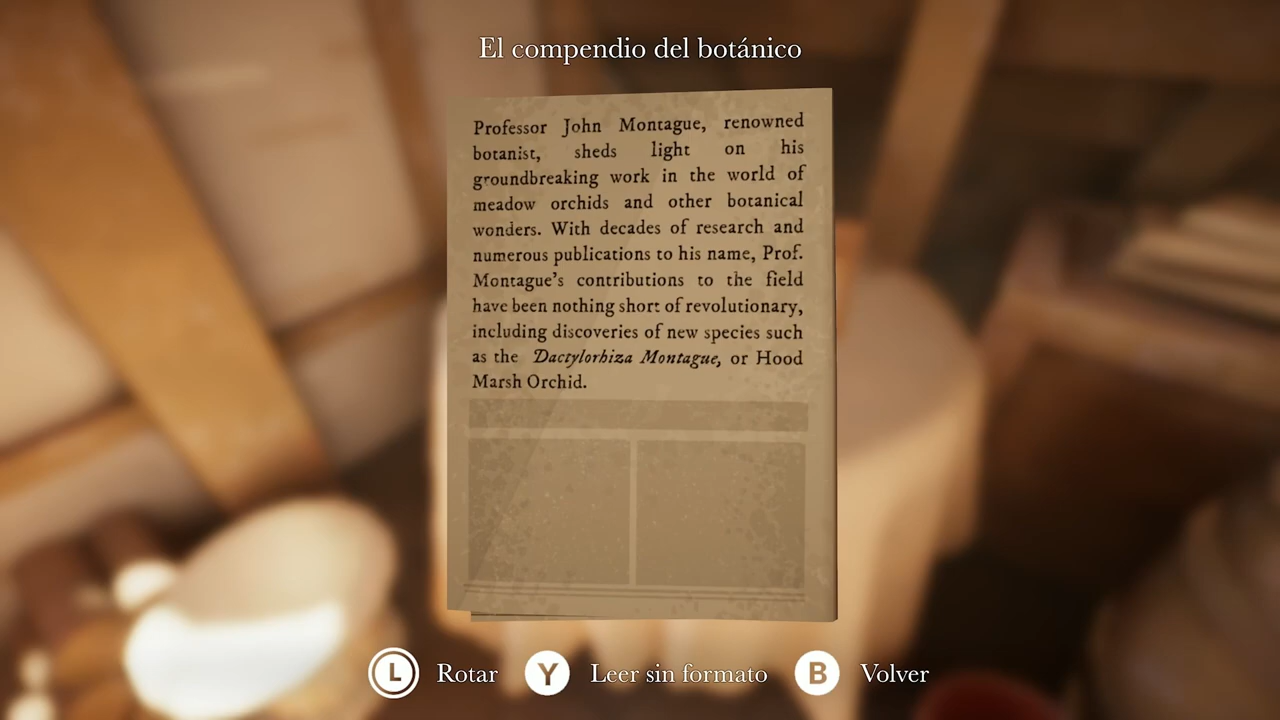 El compendio del botánico
Professor John Montague, renowned
botanist, sheds light on his
groundbreaking work in the world of
meadow orchids and other botanical
wonders. With decades of research and
numerous publications to his name, Prof.
Montague's contributions to the field
have been nothing short of revolutionary,
including discoveries of new species such
as the Dactylorhiza Montague, or Hood
Marsh Orchid.
L Rotar Y Leer sin formato B Volver